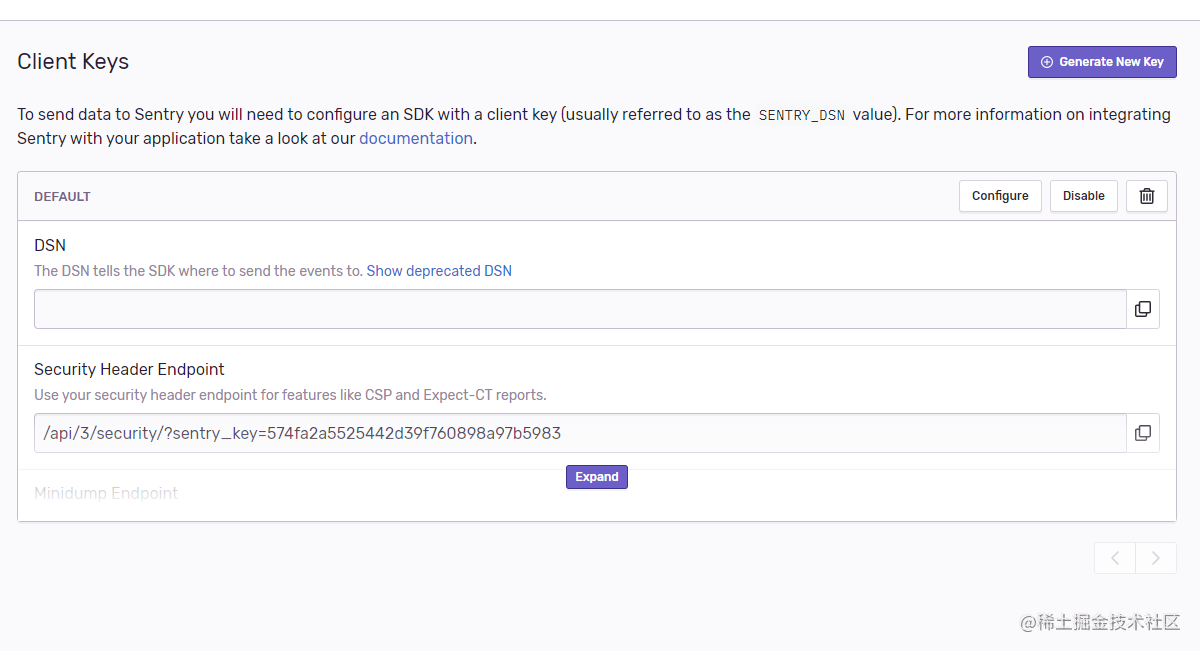 Client Keys
Generate New Key
To send data to Sentry you will need to configure an SDK with a client key (usually referred to as the SENTRY_DSN value). For more information on integrating
Sentry with your application take a look at our documentation.
DEFAULT
Configure
Disable
DSN
The DSN tells the SDK where to send the events to. Show deprecated DSN
Security Header Endpoint
Use your security header endpoint for features like CSP and Expect-CT reports.
/api/3/security/?sentry_key=574fa2a5525442d39f760898a97b5983
Expand
Minidump Endpoint
@稀土掘金技术社区